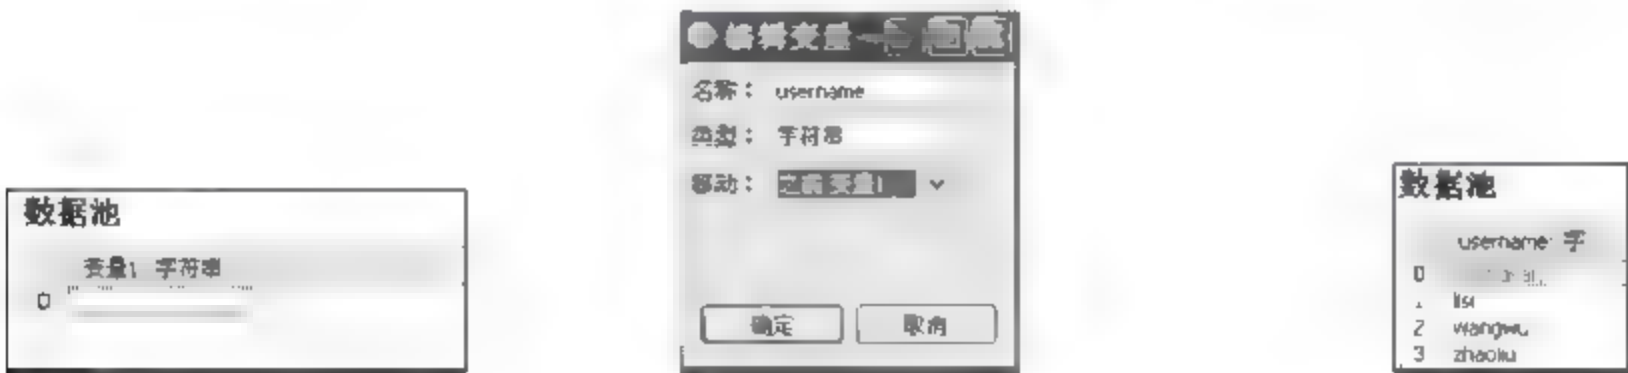 数据池
变量1 字符串
0
编辑变量
名称： username
类型： 字符串
移动：
确定 取消
数据池
username: 字
0
1 lisi
2 wangwu
3 zhaoliu